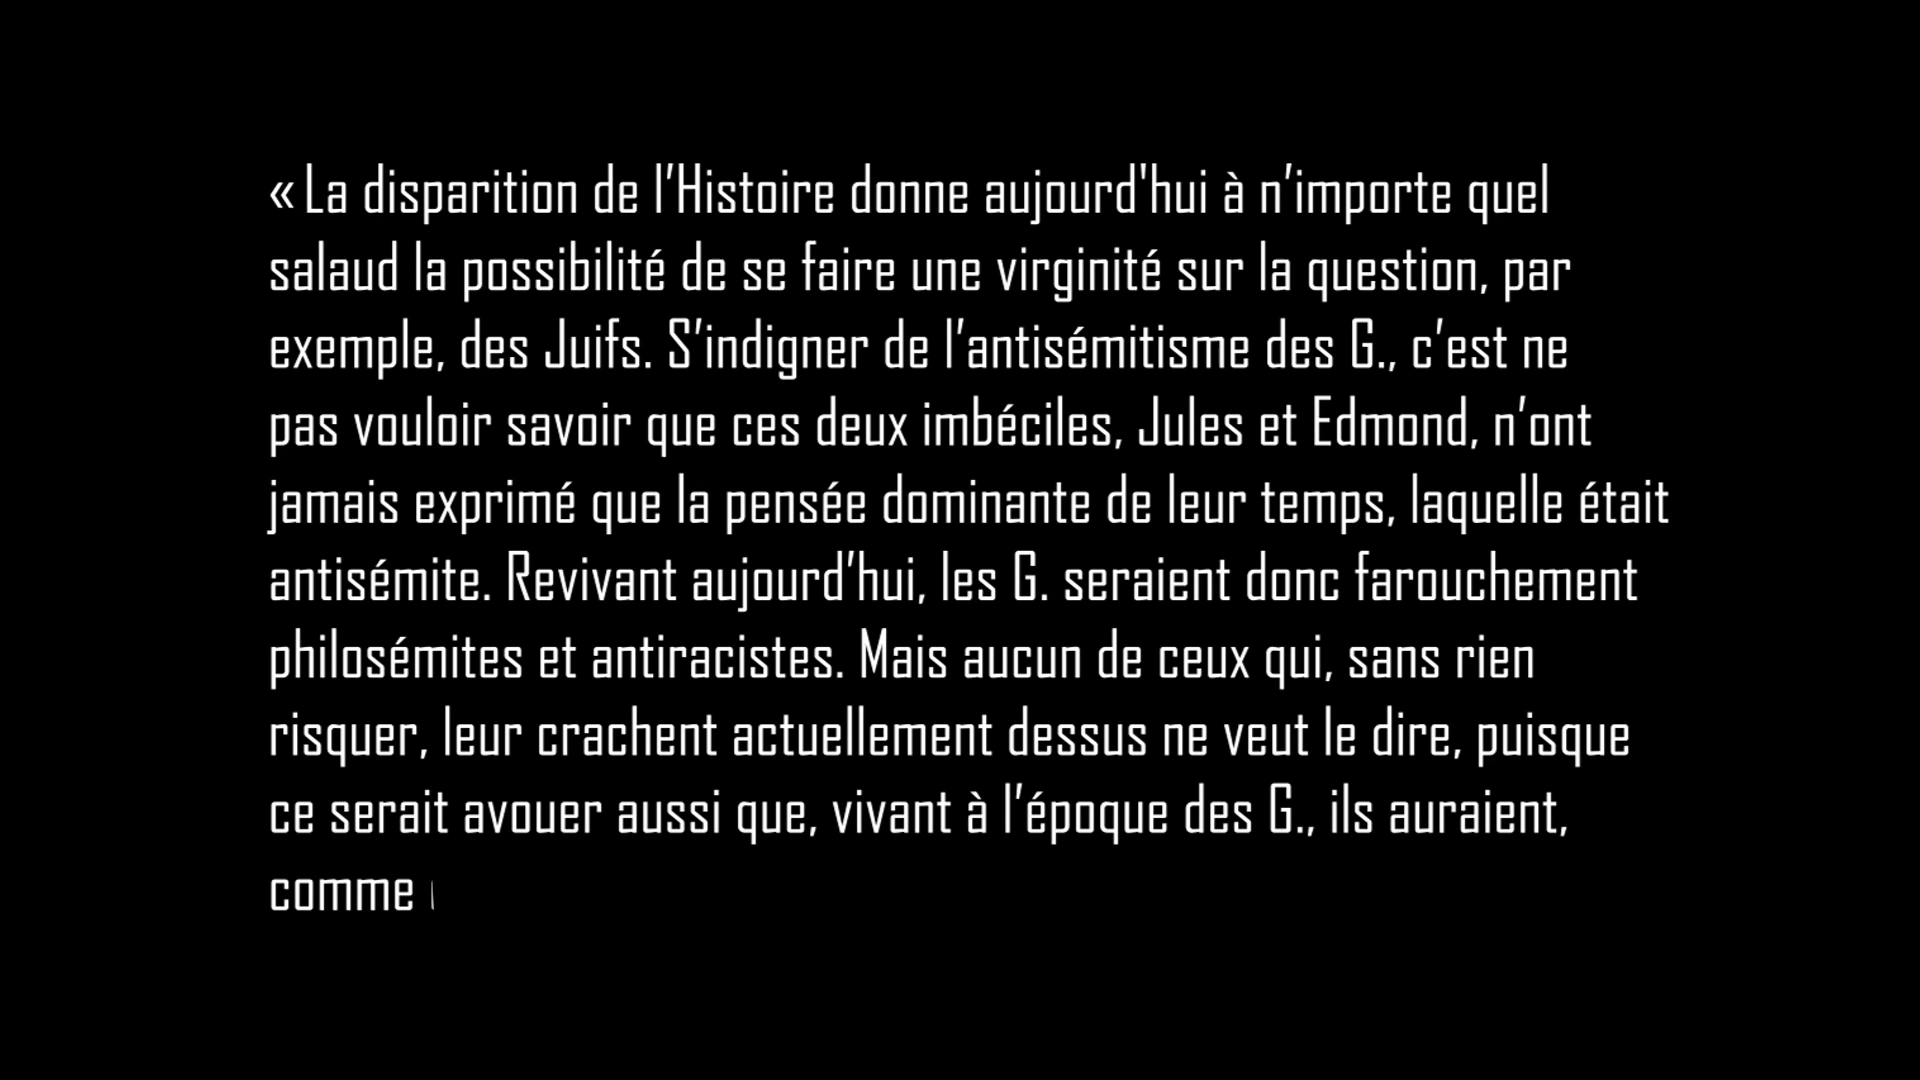 « La disparition de l’Histoire donne aujourd'hui à n’importe quel
salaud la possibilité de se faire une virginité sur la question, par
exemple, des Juifs. S’indigner de l’antisémitisme des G., c’est ne
pas vouloir savoir que ces deux imbéciles, Jules et Edmond, n’ont
jamais exprimé que la pensée dominante de leur temps, laquelle était
antisémite. Revivant aujourd’hui, les G. seraient donc farouchement
philosémites et antiracistes. Mais aucun de ceux qui, sans rien
risquer, leur crachent actuellement dessus ne veut le dire, puisque
ce serait avouer aussi que, vivant à l’époque des G., ils auraient,
comme